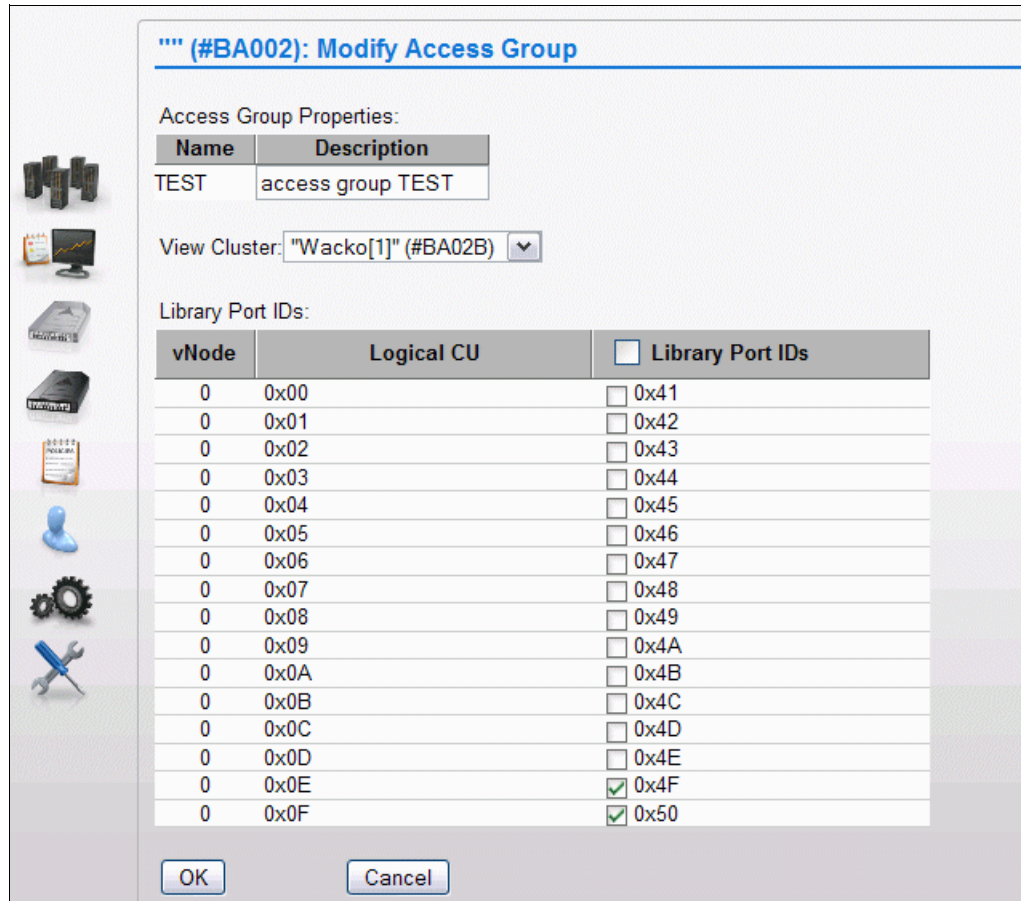 "" (#BA002): Modify Access Group
Access Group Properties:
Name Description
TEST access group TEST
View Cluster: "Wacko[1]" (#BA02B)
Library Port IDs:
vNode Logical CU Library Port IDs
0 0x00 0x41
0 0x01 0x42
0 0x02 0x43
0 0x03 0x44
0 0x04 0x45
0 0x05 0x46
0 0x06 0x47
0 0x07 0x48
0 0x08 0x49
0 0x09 0x4A
0 0x0A 0x4B
0 0x0B 0x4C
0 0x0C 0x4D
0 0x0D 0x4E
0 0x0E 0x4F
0 0x0F 0x50
OK Cancel